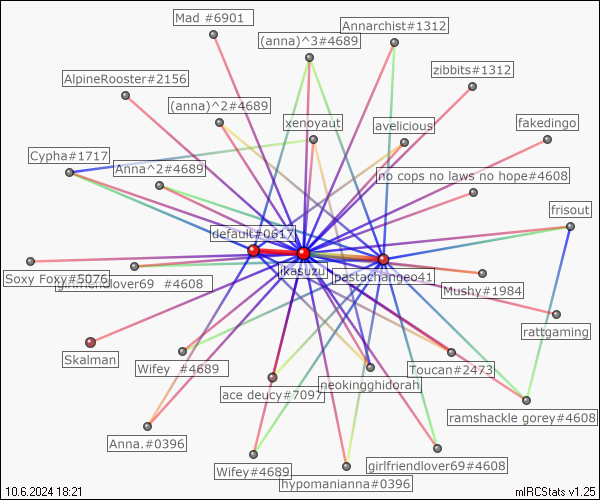 Mad #6901
Annarchist#1312
(anna)^3#4689
zibbits#1312
AlpineRooster#2156
(anna)^2#4689
xenoyaut
avelicious
fakedingo
Cypha#1717
Anna^2#4689
no cops no laws no hope#4608
frisout
default#0617
ikasuzu
pastachangeo41
Soxy Foxy#5076
girlfriendlover69 #4608
Mushy#1984
rattgaming
Skalman
Wifey #4689
Toucan#2473
neokingghidorah
ace deucy#7097
ramshackle gorey#4608
Anna.#0396
Wifey#4689
girlfriendlover69#4608
hypomanianna#0396
10.6.2024 18:21
mIRCStats v1.25